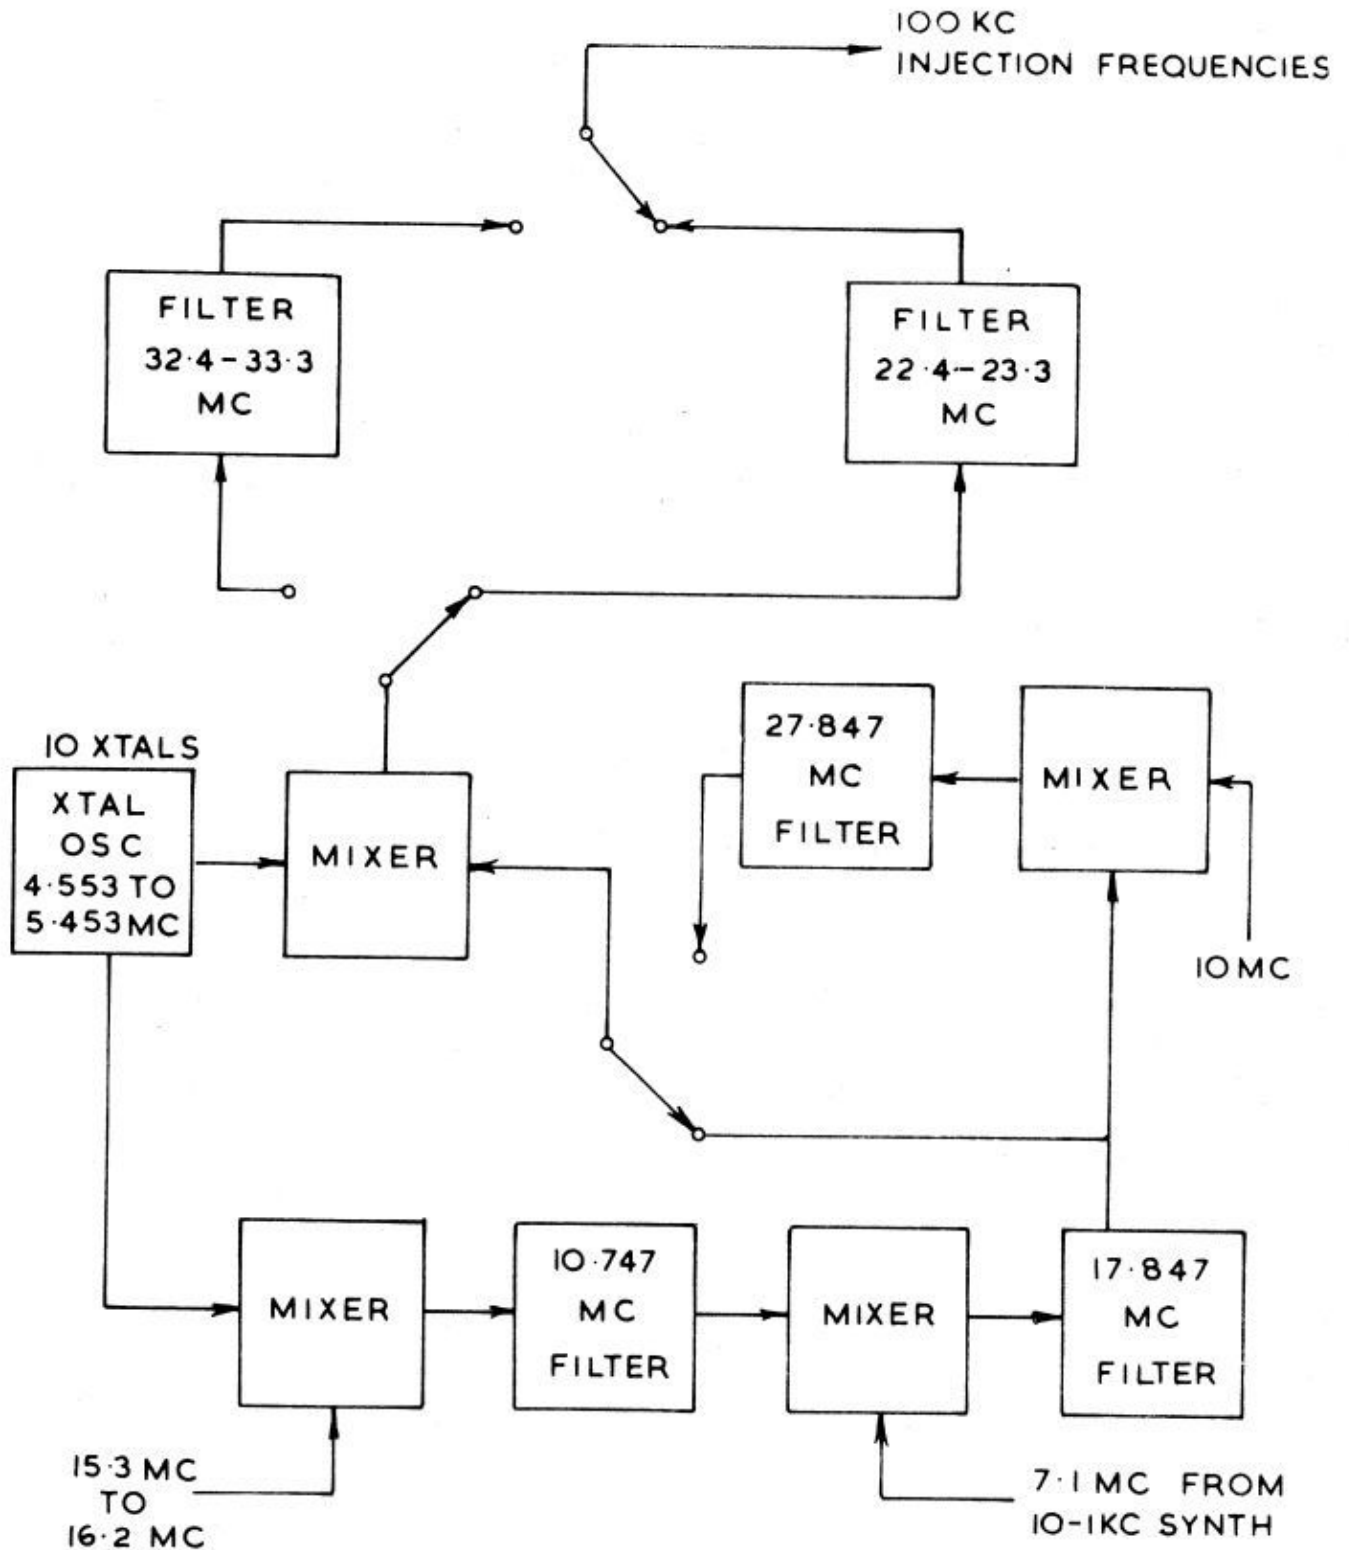 100 KC
INJECTION FREQUENCIES
FILTER
32·4-33·3
MC
FILTER
22·4-23·3
MC
10 XTALS
XTAL
OSC
4·553 TO
5·453 MC
MIXER
27·847
MC
FILTER
MIXER
10 MC
MIXER
10·747
MC
FILTER
MIXER
17·847
MC
FILTER
15·3 MC
TO
16·2 MC
7·1 MC FROM
10-1KC SYNTH